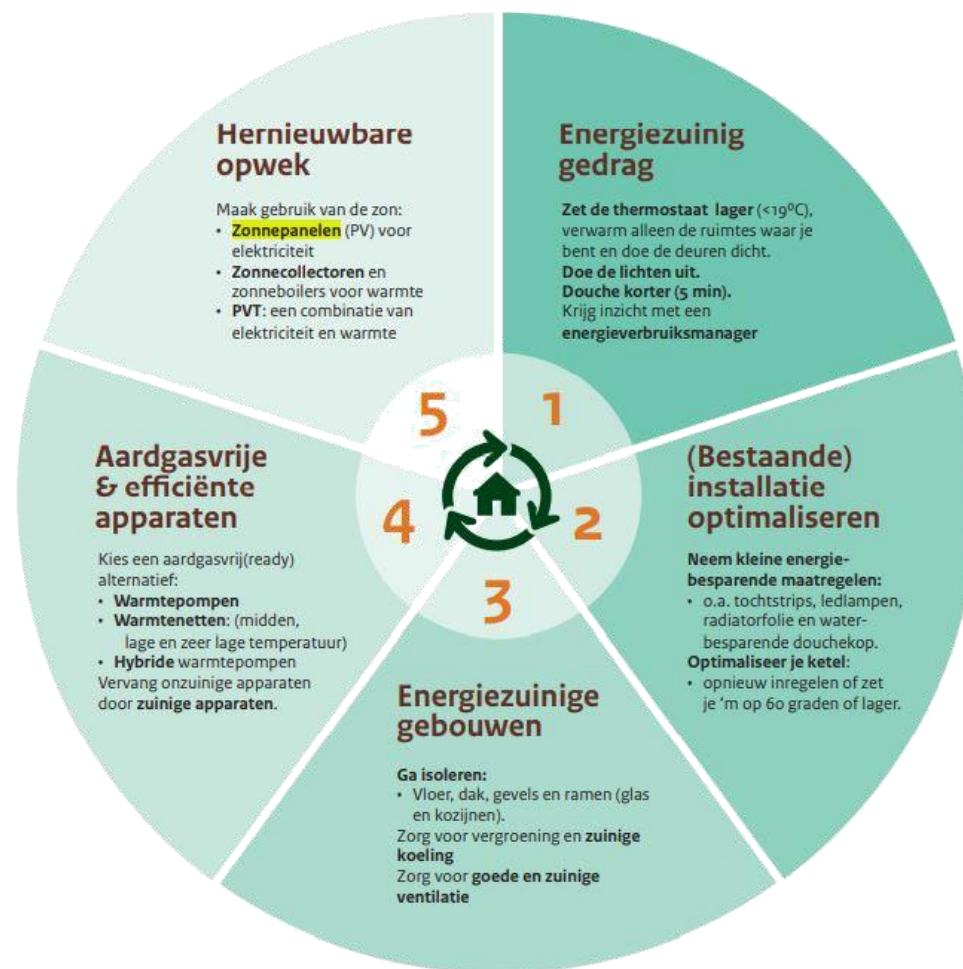 Hernieuwbare
opwek
Maak gebruik van de zon:
• Zonnepanelen (PV) voor
elektriciteit
• Zonnecollectoren en
zonneboilers voor warmte
• PVT: een combinatie van
elektriciteit en warmte
Energiezuinig
gedrag
Zet de thermostaat lager (<19⁰C),
verwarm alleen de ruimtes waar je
bent en doe de deuren dicht.
Doe de lichten uit.
Douche korter (5 min).
Krijg inzicht met een
energieverbruiksmanager
5
1
Aardgasvrije
& efficiënte
apparaten
Kies een aardgasvrij(ready)
alternatief:
• Warmtepompen
• Warmtenetten: (midden,
lage en zeer lage temperatuur)
• Hybride warmtepompen
Vervang onzuinige apparaten
door zuinige apparaten.
4
2
3
(Bestaande)
installatie
optimaliseren
Neem kleine energie-
besparende maatregelen:
• o.a. tochtstrips, ledlampen,
radiatorfolie en water-
besparende douchekop.
Optimaliseer je ketel:
• opnieuw inregelen of zet
je ‘m op 60 graden of lager.
Energiezuinige
gebouwen
Ga isoleren:
• Vloer, dak, gevels en ramen (glas
en kozijnen).
Zorg voor vergroening en zuinige
koeling
Zorg voor goede en zuinige
ventilatie